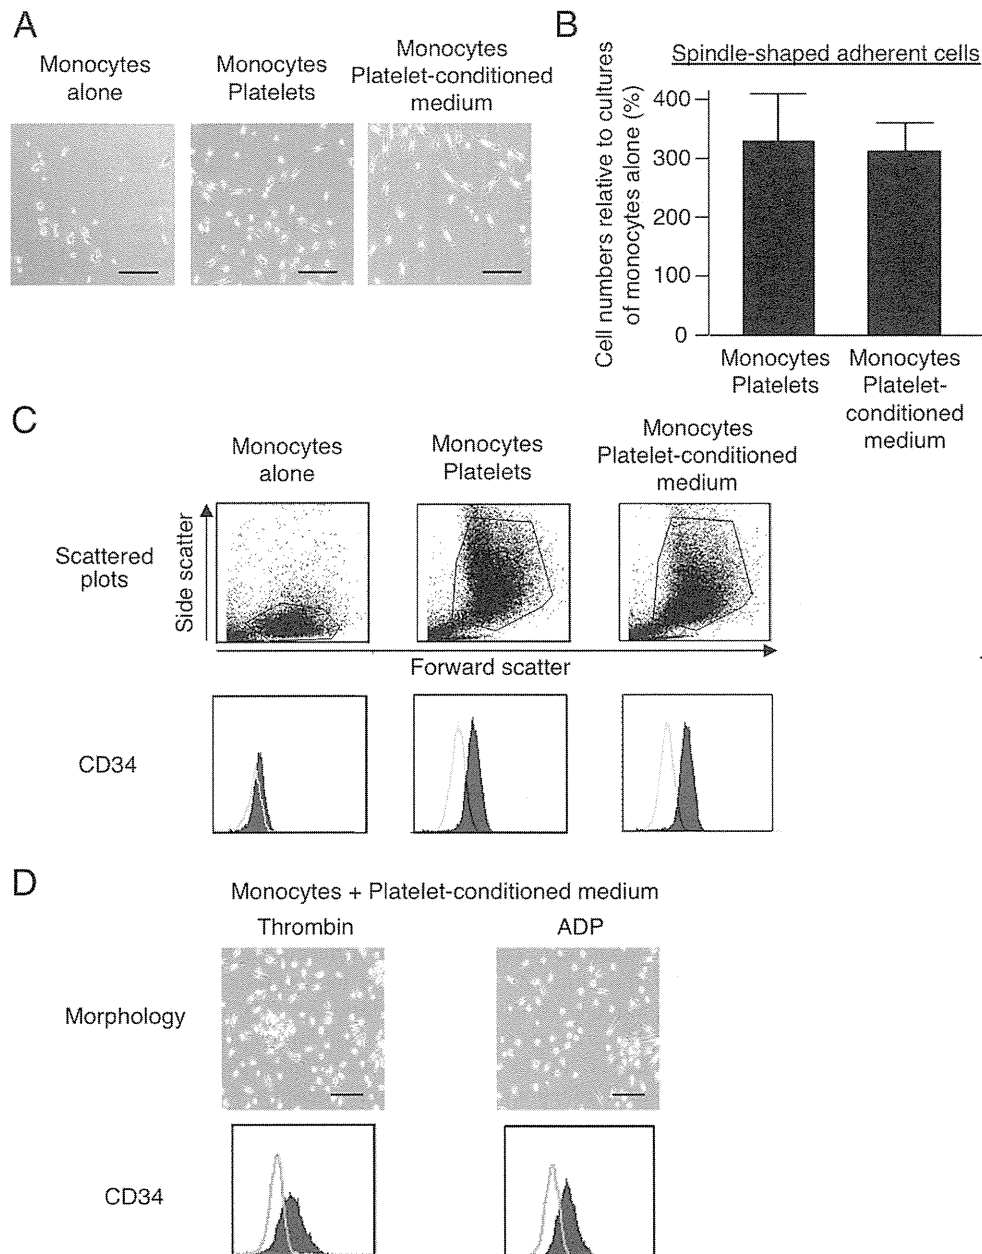 A
Monocytes
alone
Monocytes
Platelets
Monocytes
Platelet-conditioned
medium
B
Spindle-shaped adherent cells
Cell numbers relative to cultures
of monocytes alone (%)
400
300
200
100
0
Monocytes
Platelets
Monocytes
Platelet-
conditioned
medium
C
Monocytes
alone
Monocytes
Platelets
Monocytes
Platelet-conditioned
medium
Scattered
plots
Side scatter
Forward scatter
CD34
D
Monocytes + Platelet-conditioned medium
Thrombin
ADP
Morphology
CD34